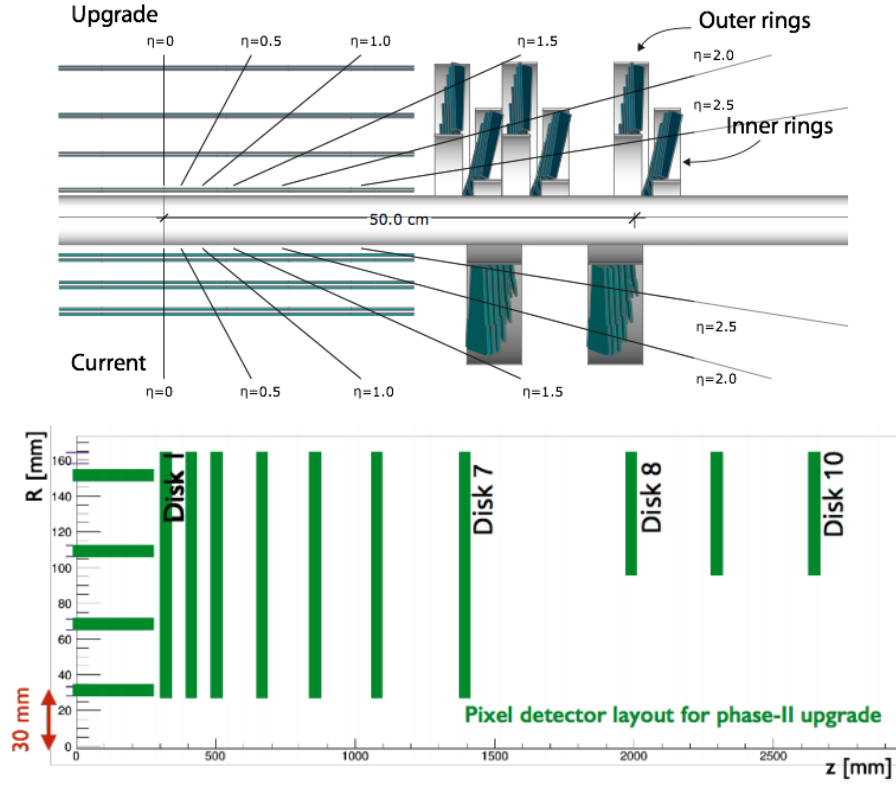 Upgrade
Outer rings
η=0
η=0.5
η=1.0
η=1.5
η=2.0
η=2.5
Inner rings
50.0 cm
η=2.5
Current
η=2.0
η=0
η=0.5
η=1.0
η=1.5
R [mm]
160
140
120
100
80
60
40
20
0
30 mm
Disk 1
Disk 7
Disk 8
Disk 10
Pixel detector layout for phase-II upgrade
0
500
1000
1500
2000
2500
z [mm]